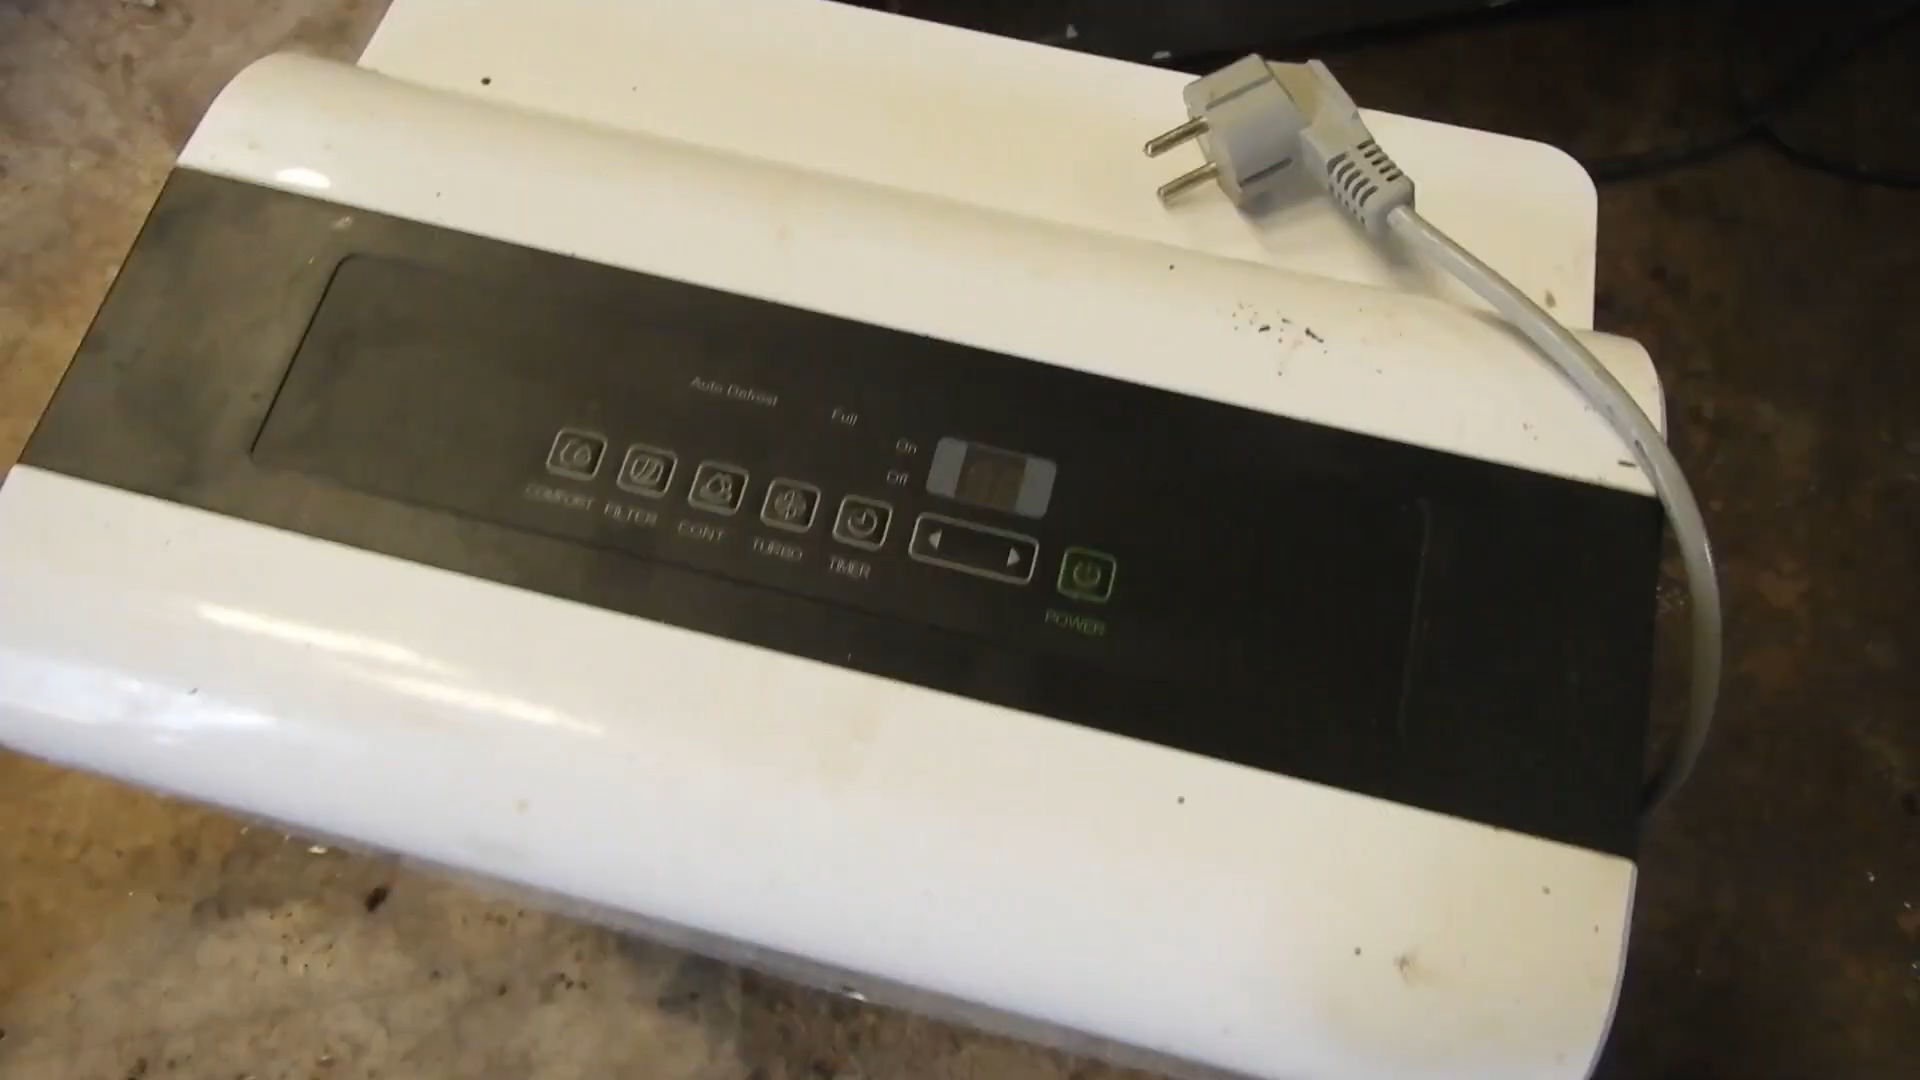 Auto Defrost
Full
On
Off
COMFORT FILTER CONT TURBO TIMER
POWER